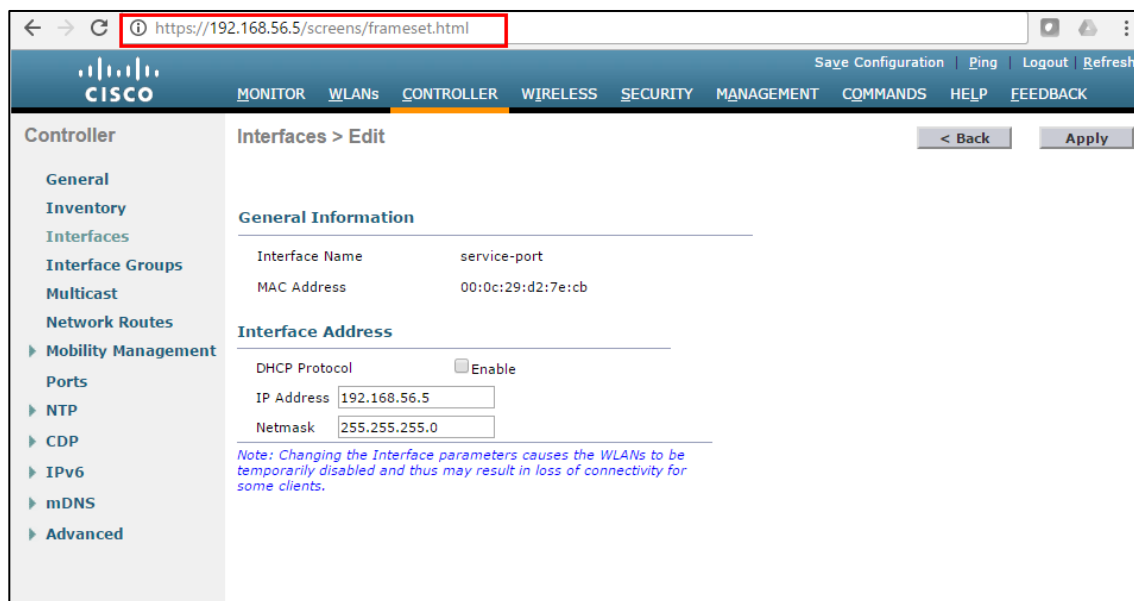 https://192.168.56.5/screens/frameset.html
Save Configuration | Ping | Logout | Refresh
CISCO
MONITOR WLANs CONTROLLER WIRELESS SECURITY MANAGEMENT COMMANDS HELP FEEDBACK
Controller
Interfaces > Edit
< Back
Apply
General
Inventory
Interfaces
Interface Groups
Multicast
Network Routes
Mobility Management
Ports
NTP
CDP
IPv6
mDNS
Advanced
General Information
Interface Name service-port
MAC Address 00:0c:29:d2:7e:cb
Interface Address
DHCP Protocol Enable
IP Address 192.168.56.5
Netmask 255.255.255.0
Note: Changing the Interface parameters causes the WLANs to be
temporarily disabled and thus may result in loss of connectivity for
some clients.